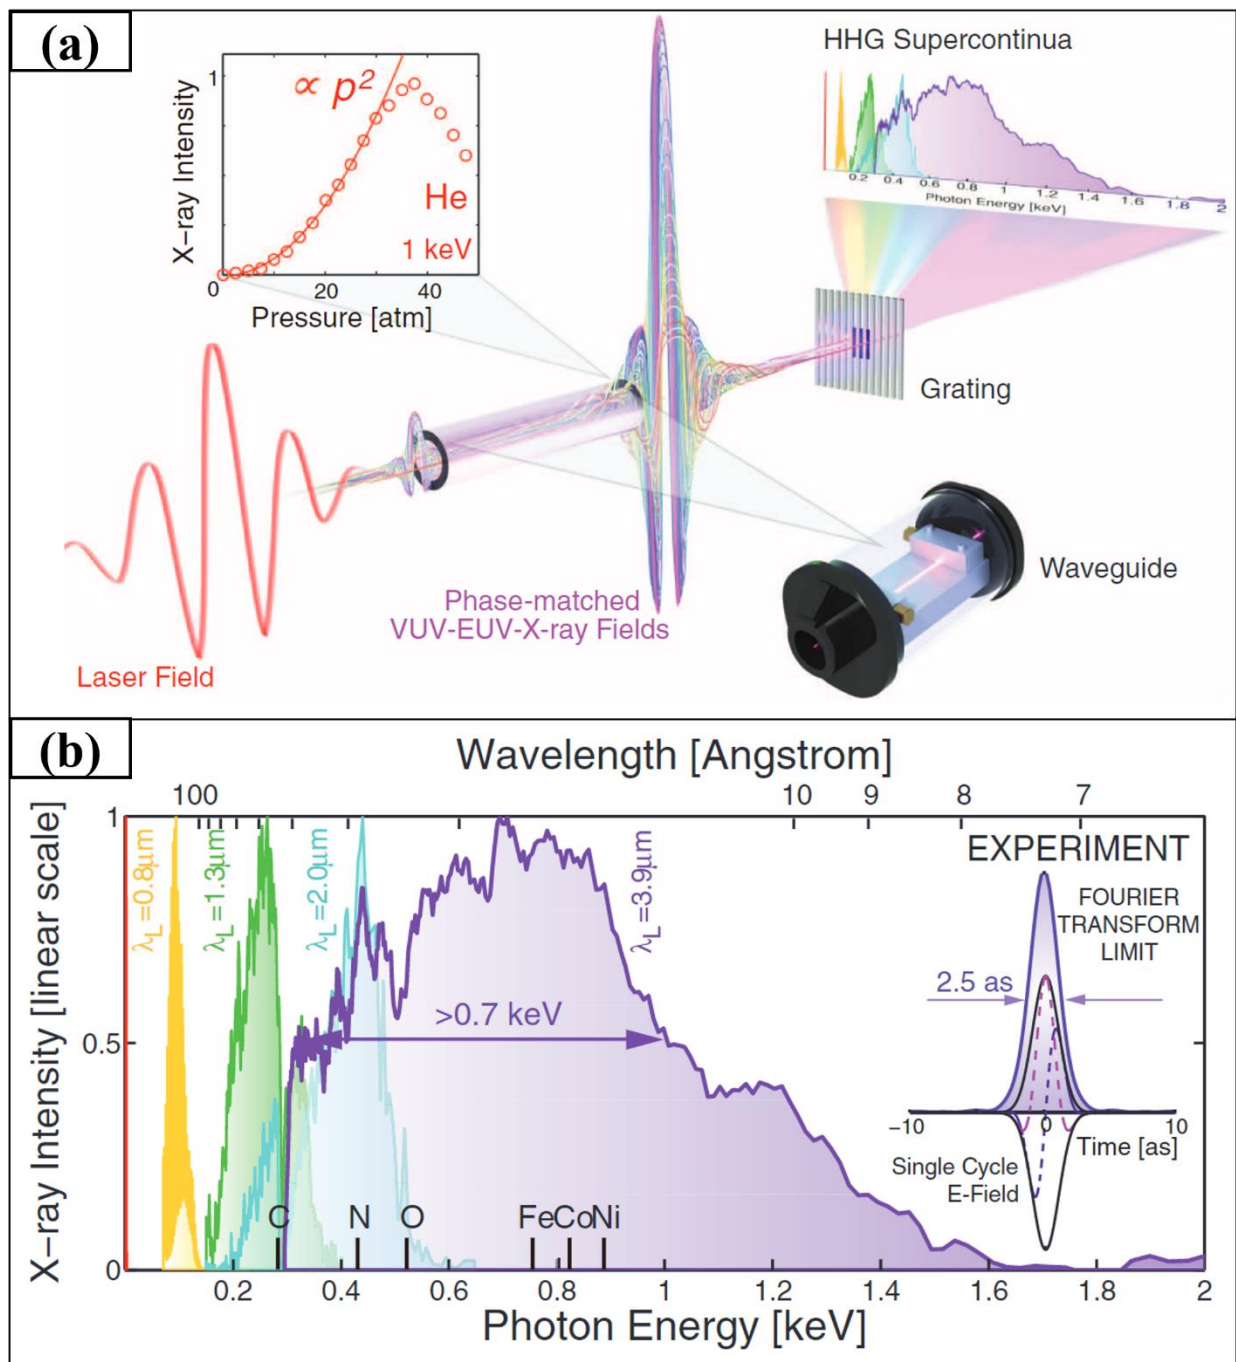 (a)
HHG Supercontinua
1
∝ p²
He
1 keV
X−ray Intensity
0
20
40
Pressure [atm]
0.2
0.4
0.6
0.8
1
1.2
1.4
1.6
1.8
2
Photon Energy [keV]
Grating
Waveguide
Phase-matched
VUV-EUV-X-ray Fields
Laser Field
(b)
Wavelength [Angstrom]
100
10
9
8
7
X−ray Intensity [linear scale]
1
0.5
0
λL=0.8μm
λL=1.3μm
λL=2.0μm
λL=3.9μm
>0.7 keV
EXPERIMENT
FOURIER
TRANSFORM
LIMIT
2.5 as
−10
0
10
Time [as]
Single Cycle
E-Field
C
N
O
Fe
Co
Ni
0.2
0.4
0.6
0.8
1
1.2
1.4
1.6
1.8
2
Photon Energy [keV]